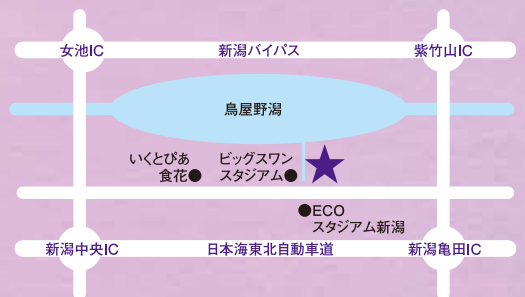 女池IC
新潟バイパス
紫竹山IC
鳥屋野潟
いくとぴあ
食花
ビッグスワン
スタジアム
ECO
スタジアム新潟
新潟中央IC
日本海東北自動車道
新潟亀田IC